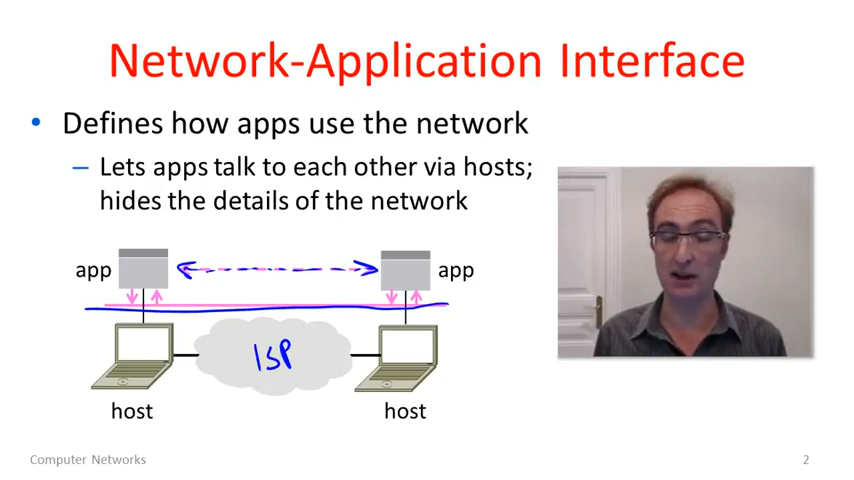 Network-Application Interface
• Defines how apps use the network
– Lets apps talk to each other via hosts;
hides the details of the network
app
app
ISP
host
host
Computer Networks
2